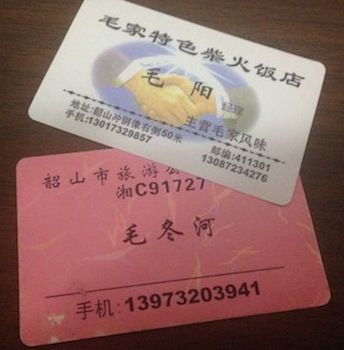 毛家特色柴火饭店
毛 阳 经理
主营毛家风味
地址:韶山冲铜像右侧50米 邮编:411301
手机:13017329857 13087234276
韶山市旅游
湘C91727
毛冬河
手机:13973203941